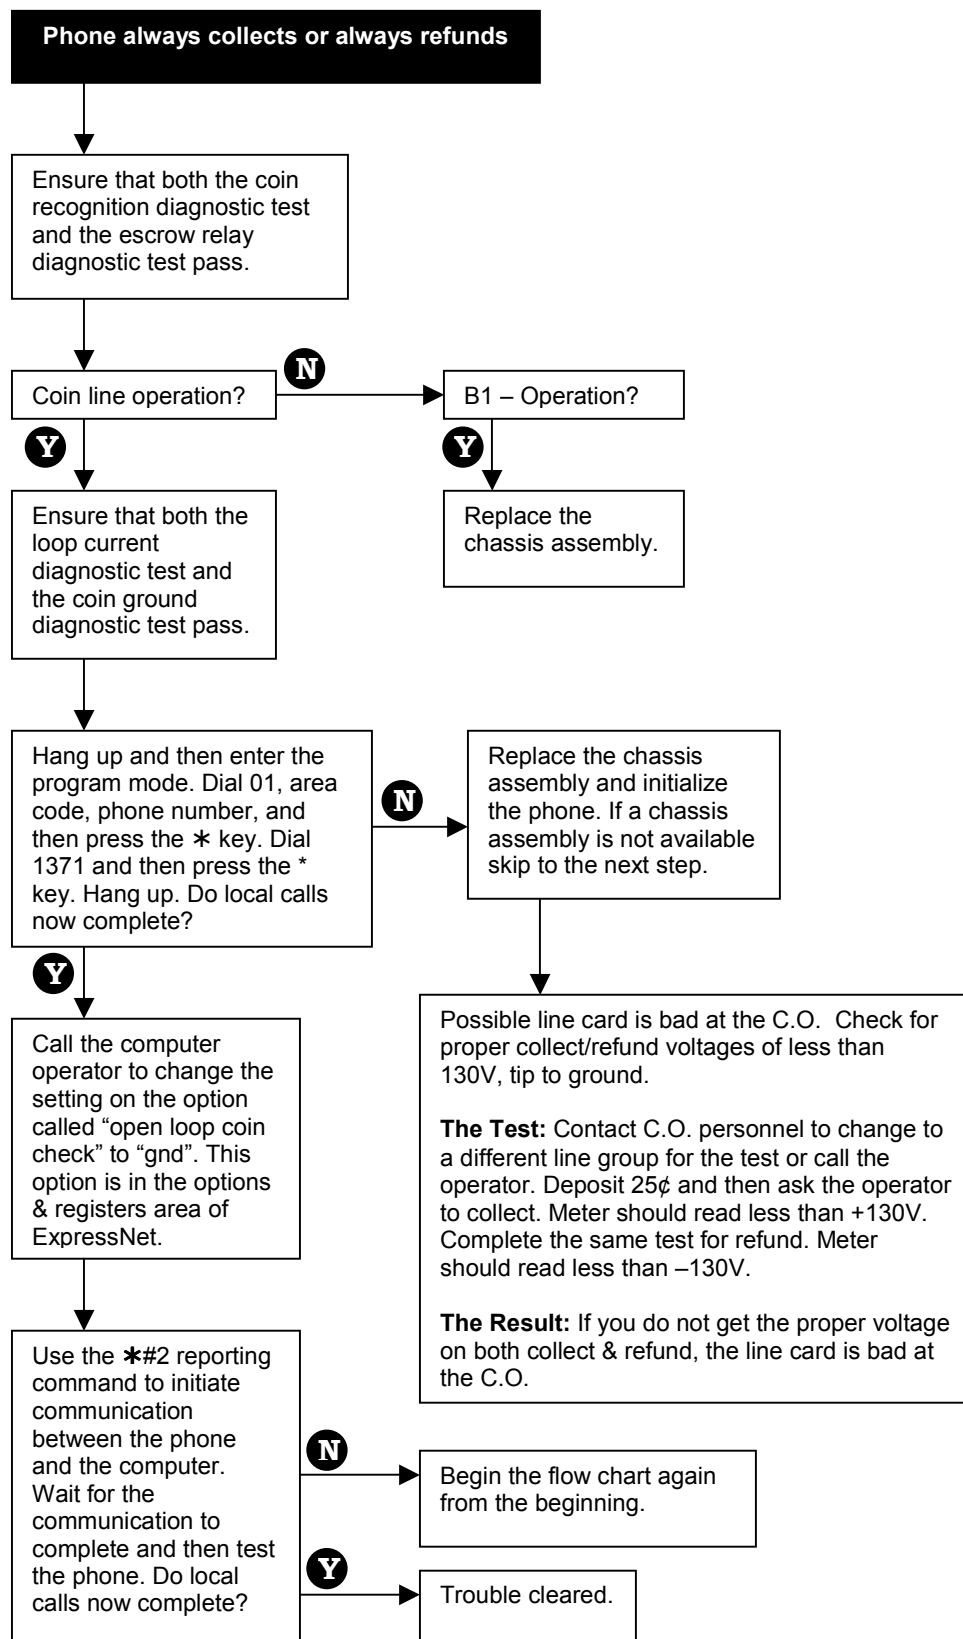 Phone always collects or always refunds
Ensure that both the coin
recognition diagnostic test
and the escrow relay
diagnostic test pass.
Coin line operation?
N
B1 – Operation?
Y
Y
Ensure that both the
loop current
diagnostic test and
the coin ground
diagnostic test pass.
Replace the
chassis assembly.
Hang up and then enter the
program mode. Dial 01, area
code, phone number, and
then press the * key. Dial
1371 and then press the *
key. Hang up. Do local calls
now complete?
N
Replace the chassis
assembly and initialize
the phone. If a chassis
assembly is not available
skip to the next step.
Y
Call the computer
operator to change the
setting on the option
called “open loop coin
check” to “gnd”. This
option is in the options
& registers area of
ExpressNet.
Possible line card is bad at the C.O.  Check for
proper collect/refund voltages of less than
130V, tip to ground.
The Test: Contact C.O. personnel to change to
a different line group for the test or call the
operator. Deposit 25¢ and then ask the operator
to collect. Meter should read less than +130V.
Complete the same test for refund. Meter
should read less than –130V.
The Result: If you do not get the proper voltage
on both collect & refund, the line card is bad at
the C.O.
Use the *#2 reporting
command to initiate
communication
between the phone
and the computer.
Wait for the
communication to
complete and then test
the phone. Do local
calls now complete?
N
Begin the flow chart again
from the beginning.
Y
Trouble cleared.